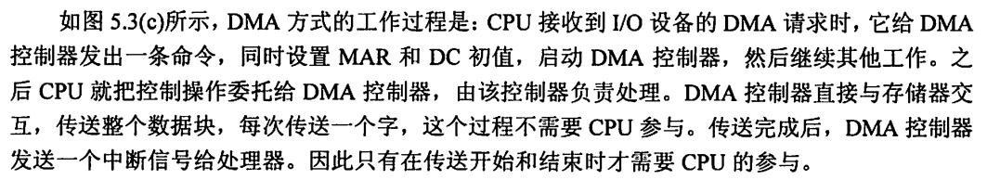 如图 5.3(c)所示，DMA 方式的工作过程是：CPU 接收到 I/O 设备的 DMA 请求时，它给 DMA
控制器发出一条命令，同时设置 MAR 和 DC 初值，启动 DMA 控制器，然后继续其他工作。之
后 CPU 就把控制操作委托给 DMA 控制器，由该控制器负责处理。DMA 控制器直接与存储器交
互，传送整个数据块，每次传送一个字，这个过程不需要 CPU 参与。传送完成后，DMA 控制器
发送一个中断信号给处理器。因此只有在传送开始和结束时才需要 CPU 的参与。